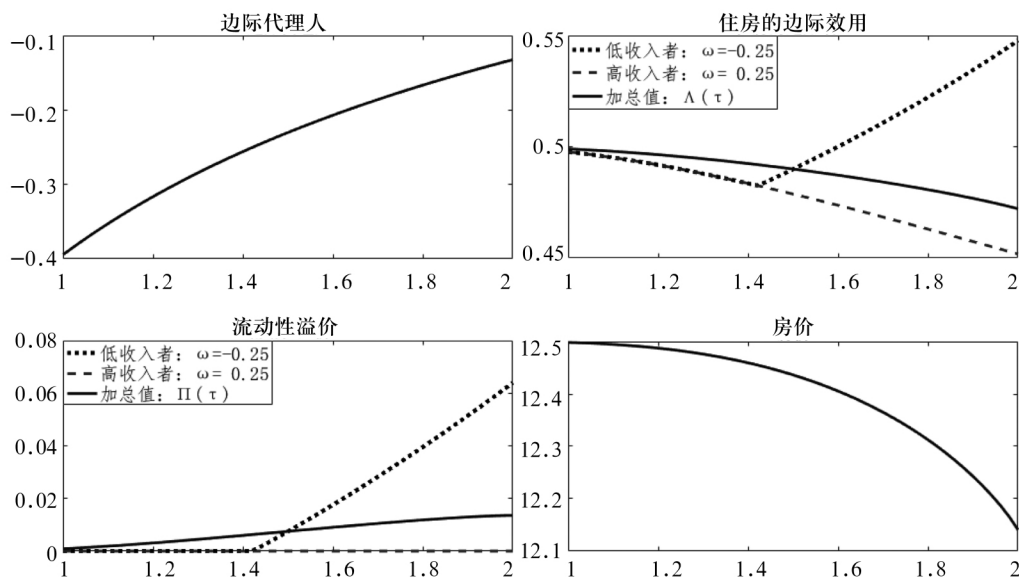 边际代理人
−0.1
−0.2
−0.3
−0.4
1 1.2 1.4 1.6 1.8 2
住房的边际效用
0.55
0.5
0.45
低收入者：ω=-0.25
高收入者：ω= 0.25
加总值：Λ(τ)
1 1.2 1.4 1.6 1.8 2
流动性溢价
0.08
0.06
0.04
0.02
0
低收入者：ω=-0.25
高收入者：ω= 0.25
加总值：Π(τ)
1 1.2 1.4 1.6 1.8 2
房价
12.5
12.4
12.3
12.2
12.1
1 1.2 1.4 1.6 1.8 2